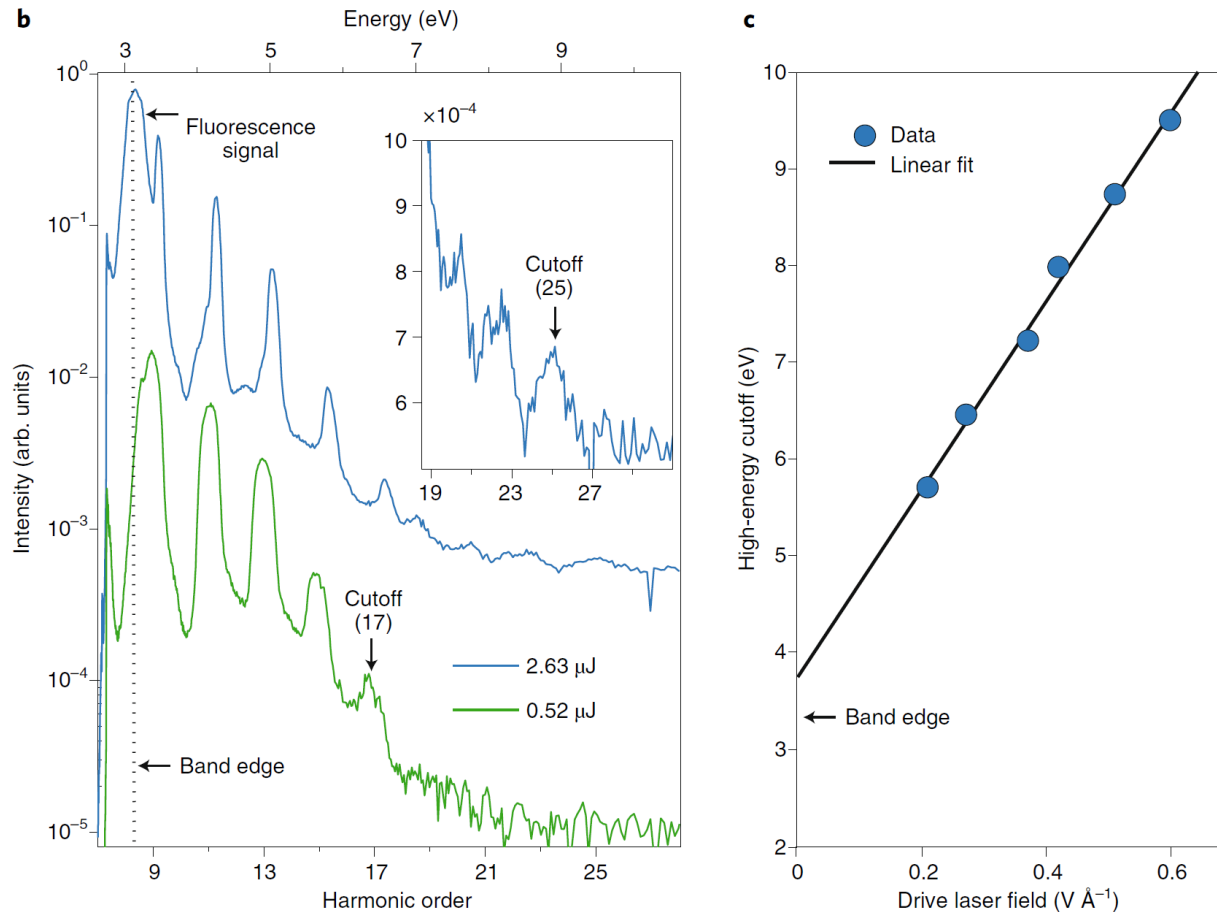 b
Energy (eV)
3 5 7 9
10⁰
10⁻¹
10⁻²
10⁻³
10⁻⁴
10⁻⁵
Intensity (arb. units)
Fluorescence
signal
×10⁻⁴
10
9
8
7
6
Cutoff
(25)
19 23 27
Cutoff
(17)
2.63 µJ
0.52 µJ
Band edge
9 13 17 21 25
Harmonic order
c
10
9
8
7
6
5
4
3
2
High-energy cutoff (eV)
Data
Linear fit
Band edge
0 0.2 0.4 0.6
Drive laser field (V Å⁻¹)